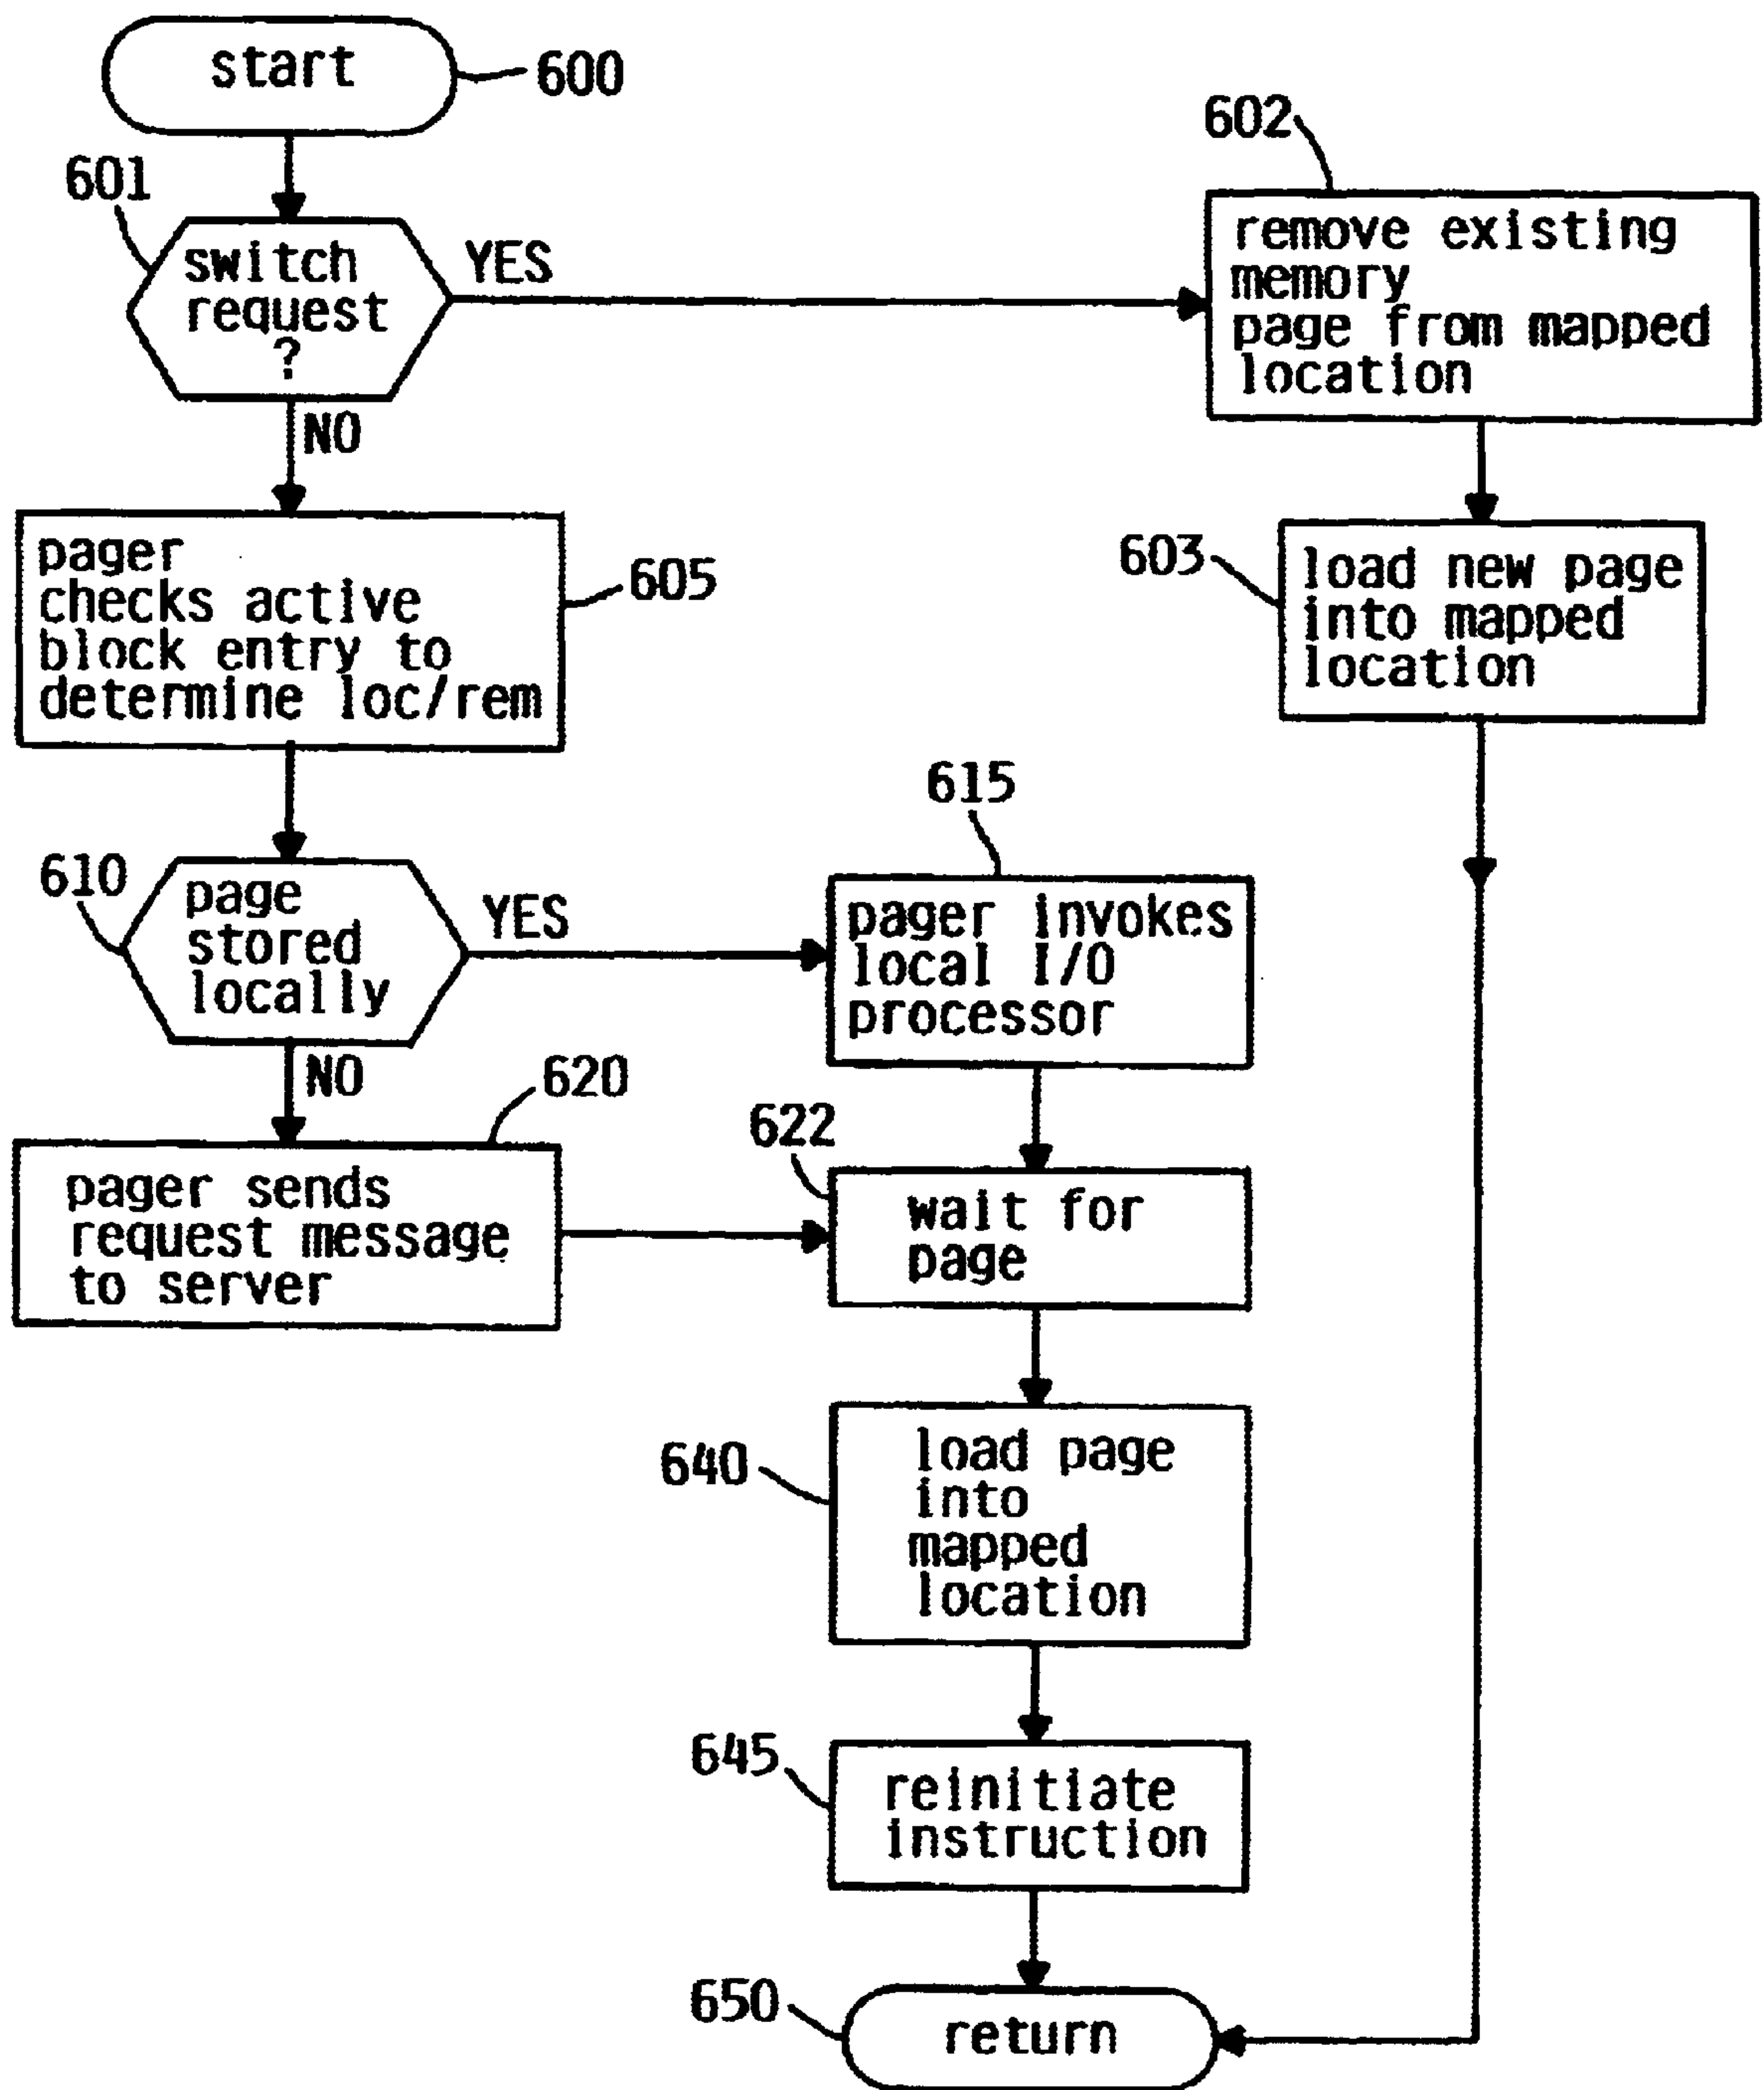 start
600
601
switch
request
?
YES
NO
602
remove existing
memory
page from mapped
location
603
load new page
into mapped
location
pager
checks active
block entry to
determine loc/rem
605
610
page
stored
locally
YES
NO
615
pager invokes
local I/O
processor
620
pager sends
request message
to server
622
wait for
page
640
load page
into
mapped
location
645
reinitiate
instruction
650
return